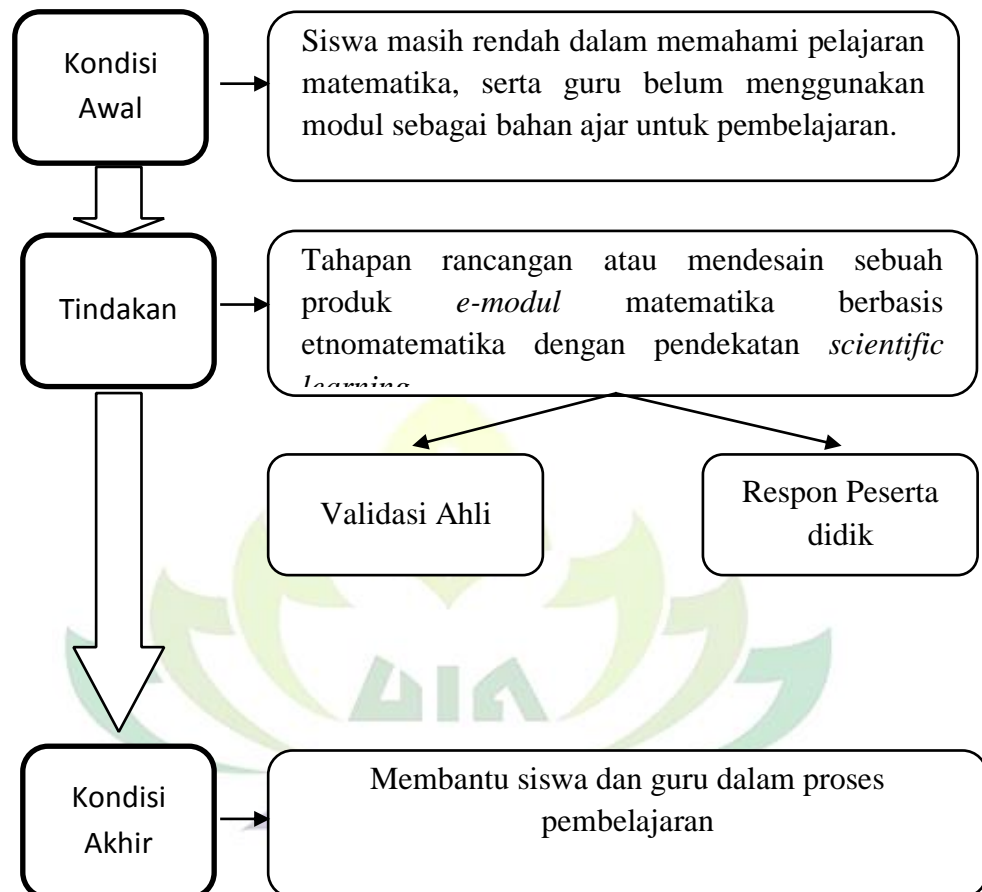 Kondisi
Awal
Siswa masih rendah dalam memahami pelajaran
matematika, serta guru belum menggunakan
modul sebagai bahan ajar untuk pembelajaran.
Tindakan
Tahapan rancangan atau mendesain sebuah
produk e-modul matematika berbasis
etnomatematika dengan pendekatan scientific
learning
Validasi Ahli
Respon Peserta
didik
UIN
Kondisi
Akhir
Membantu siswa dan guru dalam proses
pembelajaran